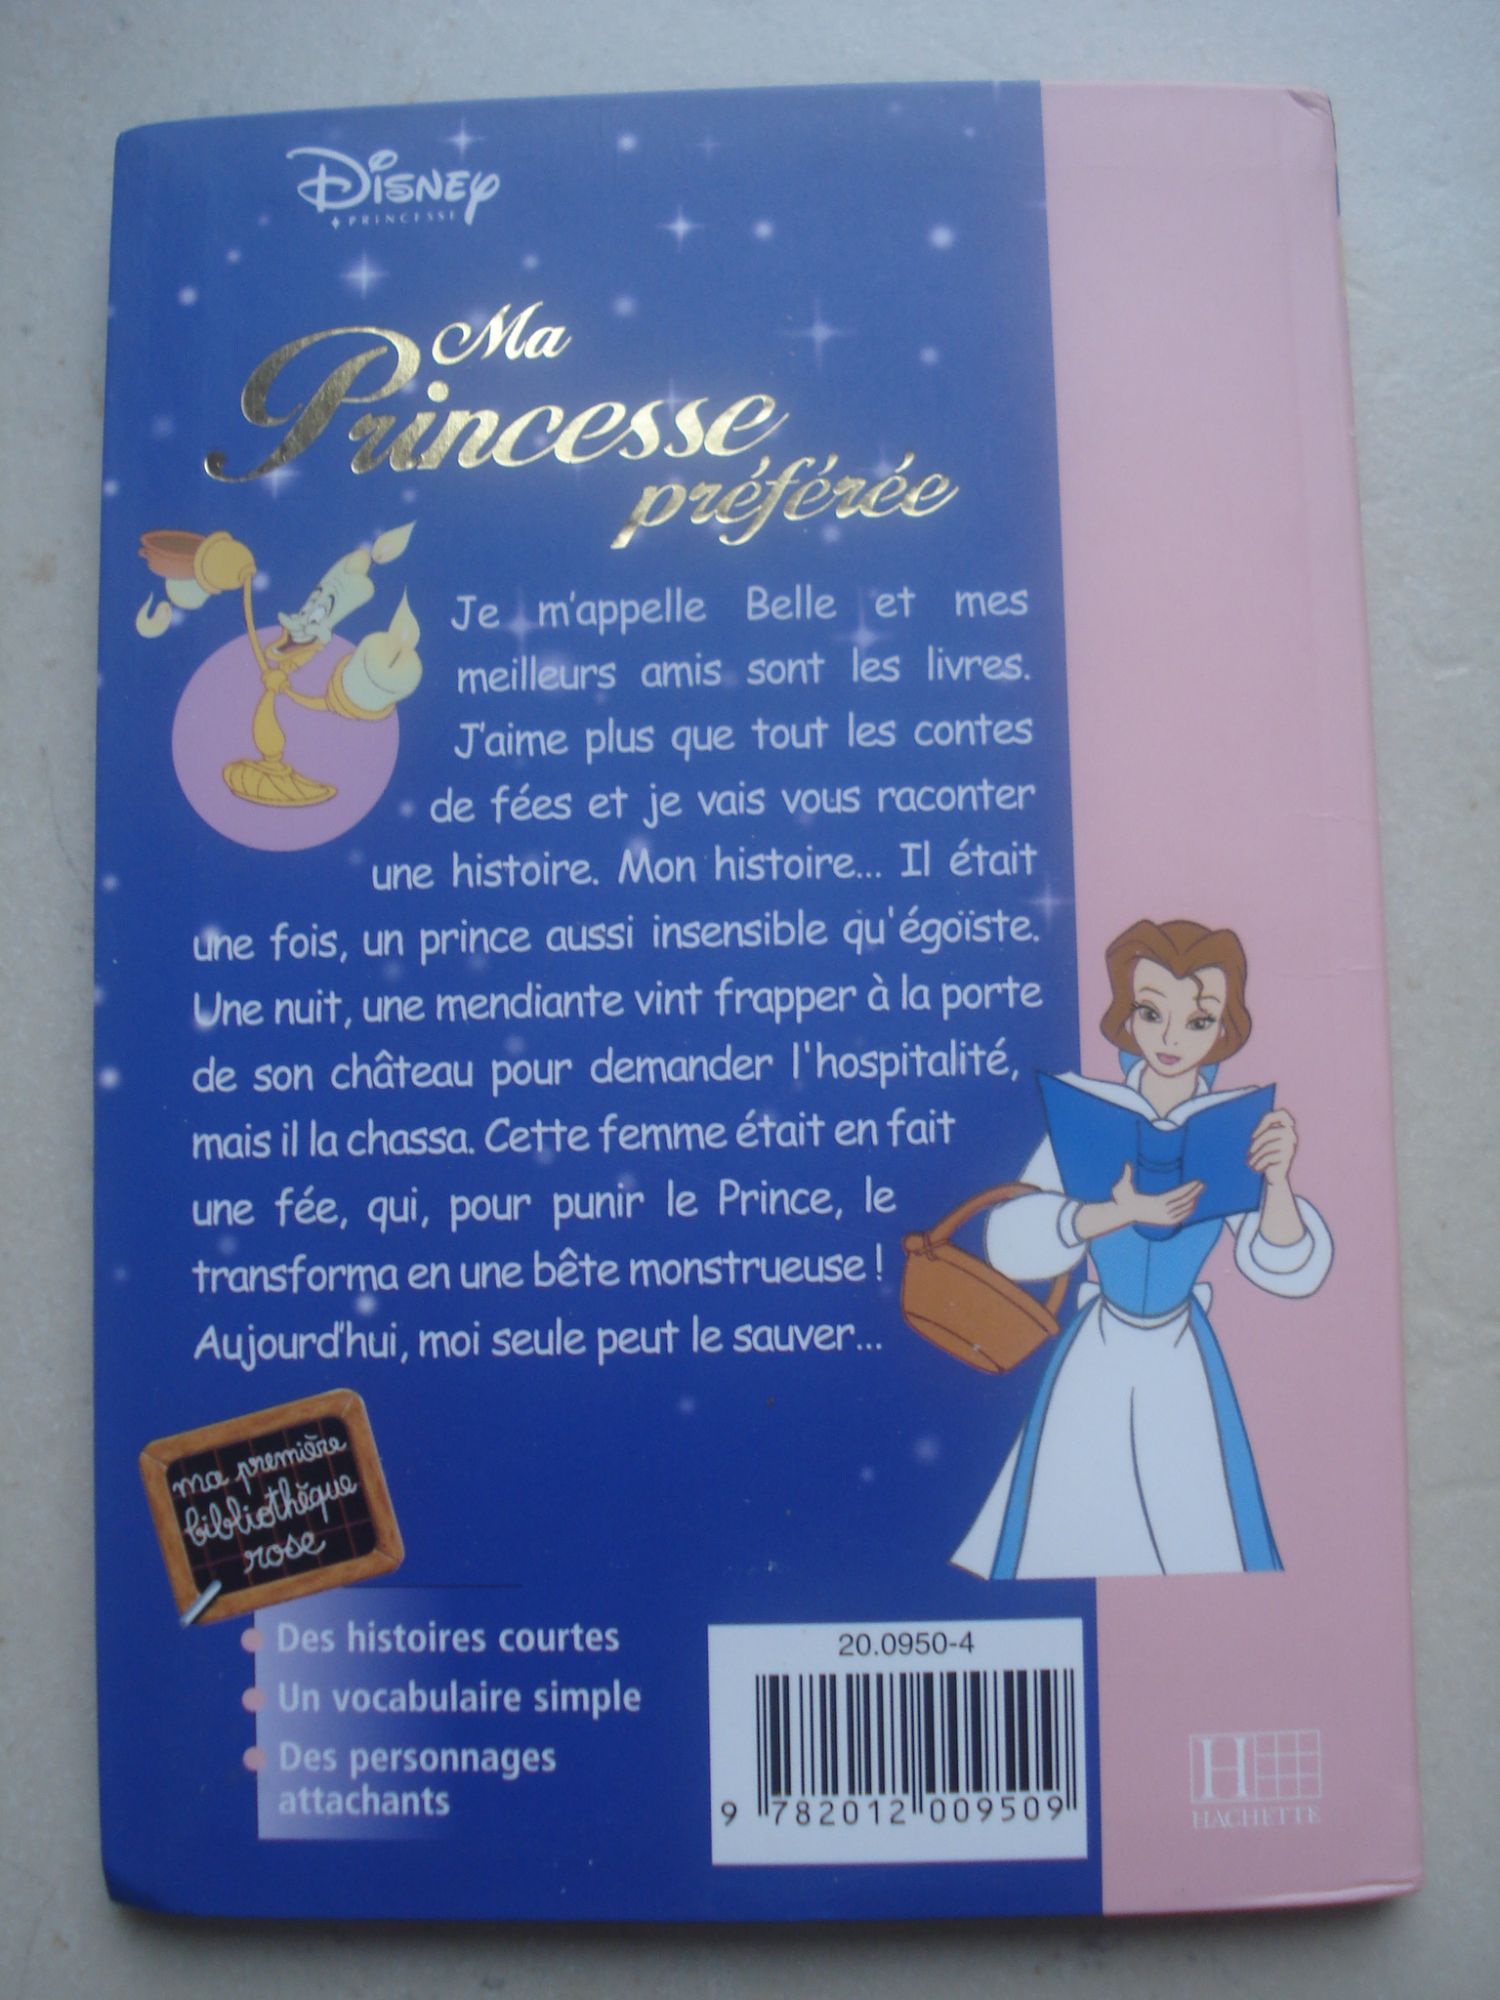 Disney
PRINCESSE
Ma
Princesse
préférée
Je m'appelle Belle et mes
meilleurs amis sont les livres.
J'aime plus que tout les contes
de fées et je vais vous raconter
une histoire. Mon histoire... Il était
une fois, un prince aussi insensible qu'égoïste.
Une nuit, une mendiante vint frapper à la porte
de son château pour demander l'hospitalité,
mais il la chassa. Cette femme était en fait
une fée, qui, pour punir le Prince, le
transforma en une bête monstrueuse !
Aujourd'hui, moi seule peut le sauver...
ma première
bibliothèque
rose
Des histoires courtes
Un vocabulaire simple
Des personnages
attachants
20.0950-4
9 782012 009509
H
HACHETTE